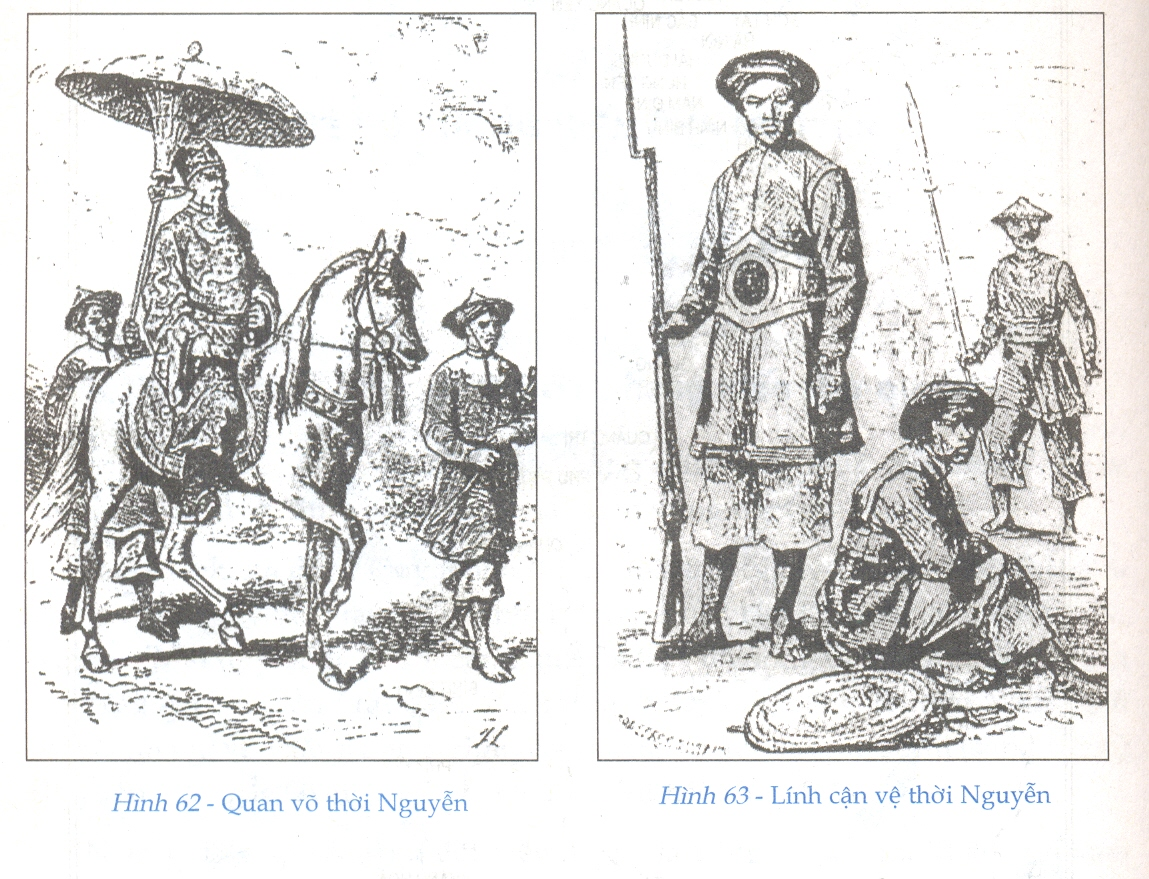 Hình 62 - Quan võ thời Nguyễn
Hình 63 - Lính cận vệ thời Nguyễn